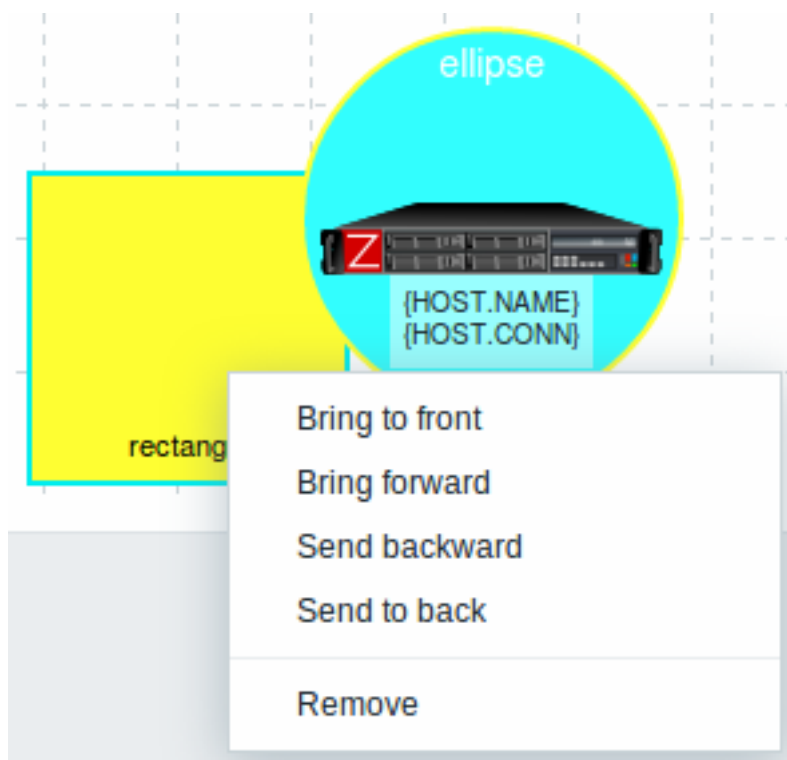 ellipse
Z
{HOST.NAME}
{HOST.CONN}
rectang
Bring to front
Bring forward
Send backward
Send to back
Remove